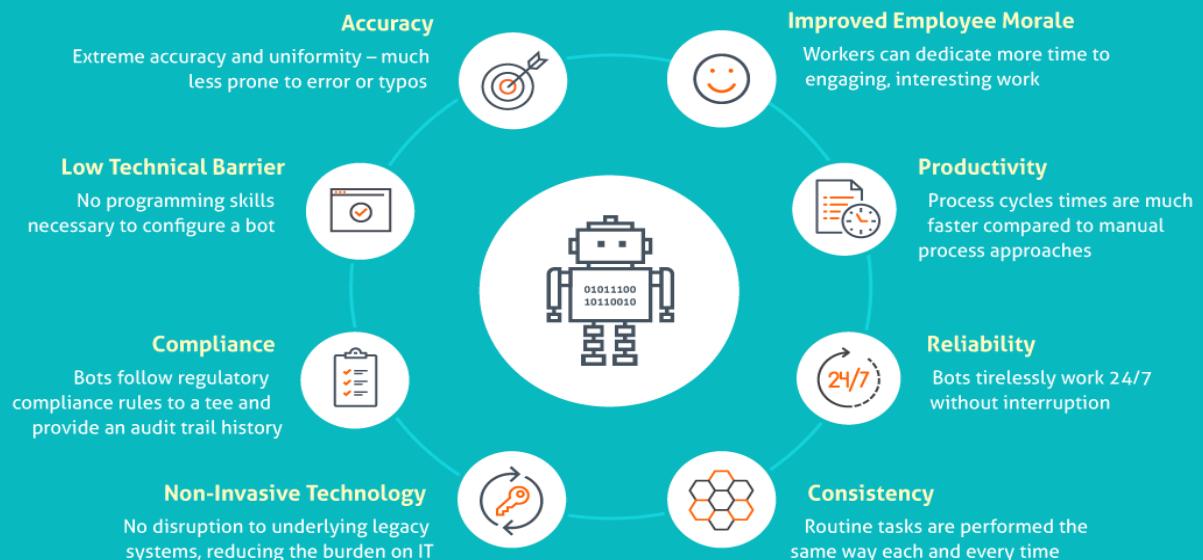 Accuracy
Extreme accuracy and uniformity – much
less prone to error or typos
Improved Employee Morale
Workers can dedicate more time to
engaging, interesting work
Low Technical Barrier
No programming skills
necessary to configure a bot
Productivity
Process cycles times are much
faster compared to manual
process approaches
01011100
10110010
Compliance
Bots follow regulatory
compliance rules to a tee and
provide an audit trail history
24/7
Reliability
Bots tirelessly work 24/7
without interruption
Non-Invasive Technology
No disruption to underlying legacy
systems, reducing the burden on IT
Consistency
Routine tasks are performed the
same way each and every time